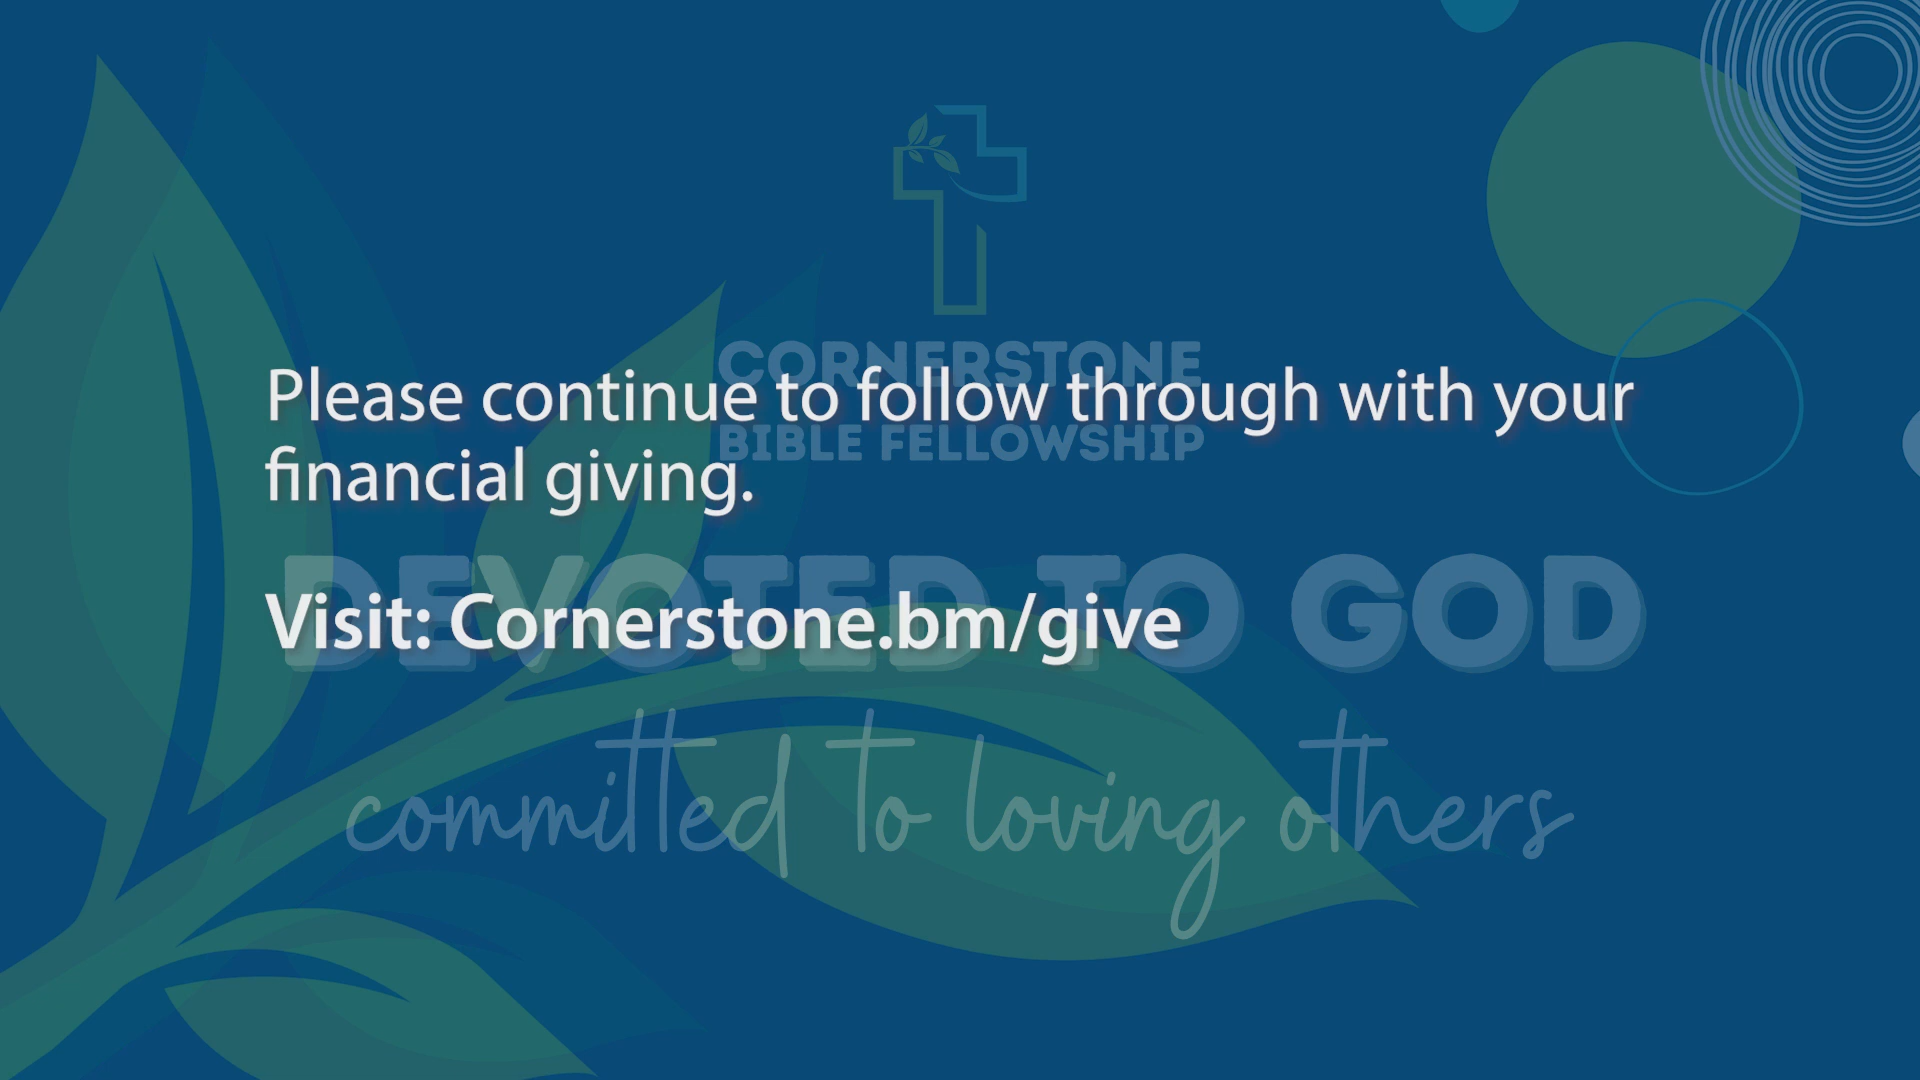 CORNERSTONE
Please continue to follow through with your
BIBLE FELLOWSHIP
financial giving.
DEVOTED TO GOD
Visit: Cornerstone.bm/give
committed to loving others